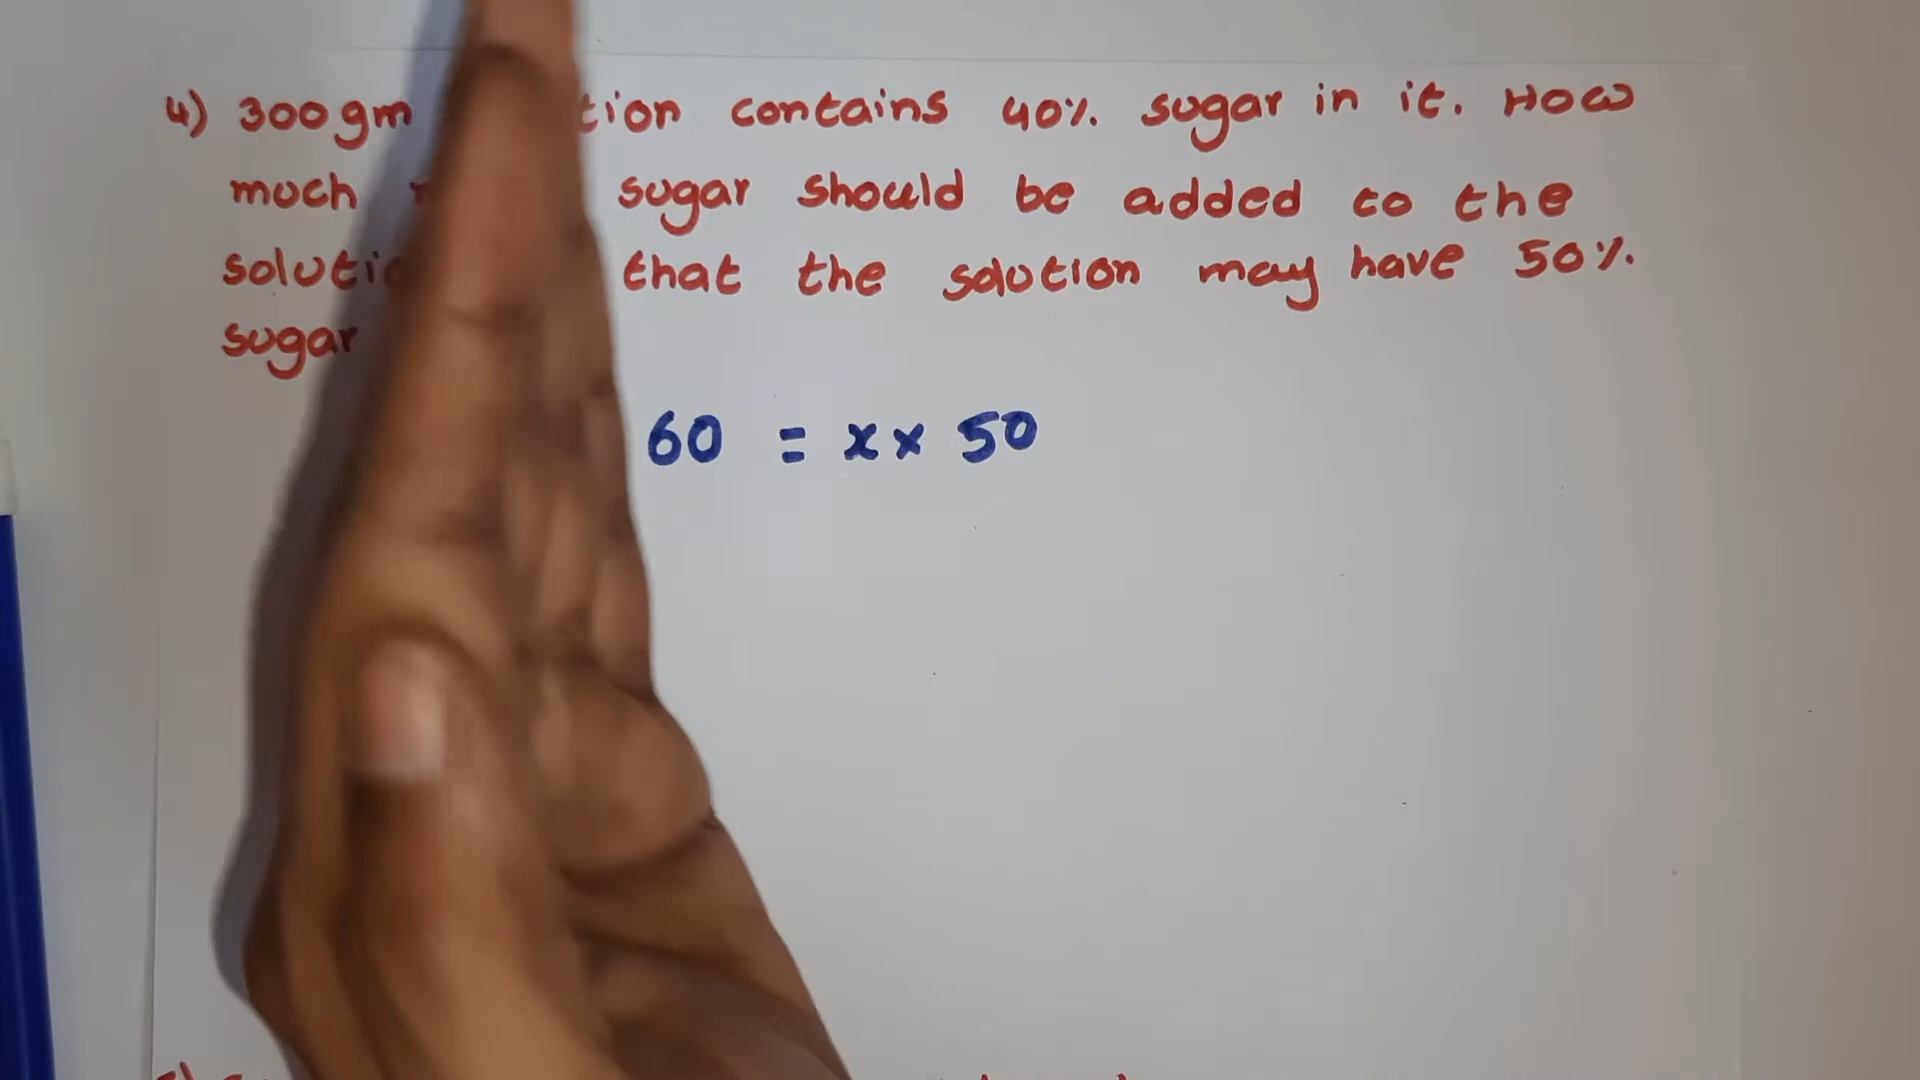 4) 300gm tion contains 40%. sugar in it. How
much sugar should be added to the
soluti that the solution may have 50%.
sugar
60 = x × 50